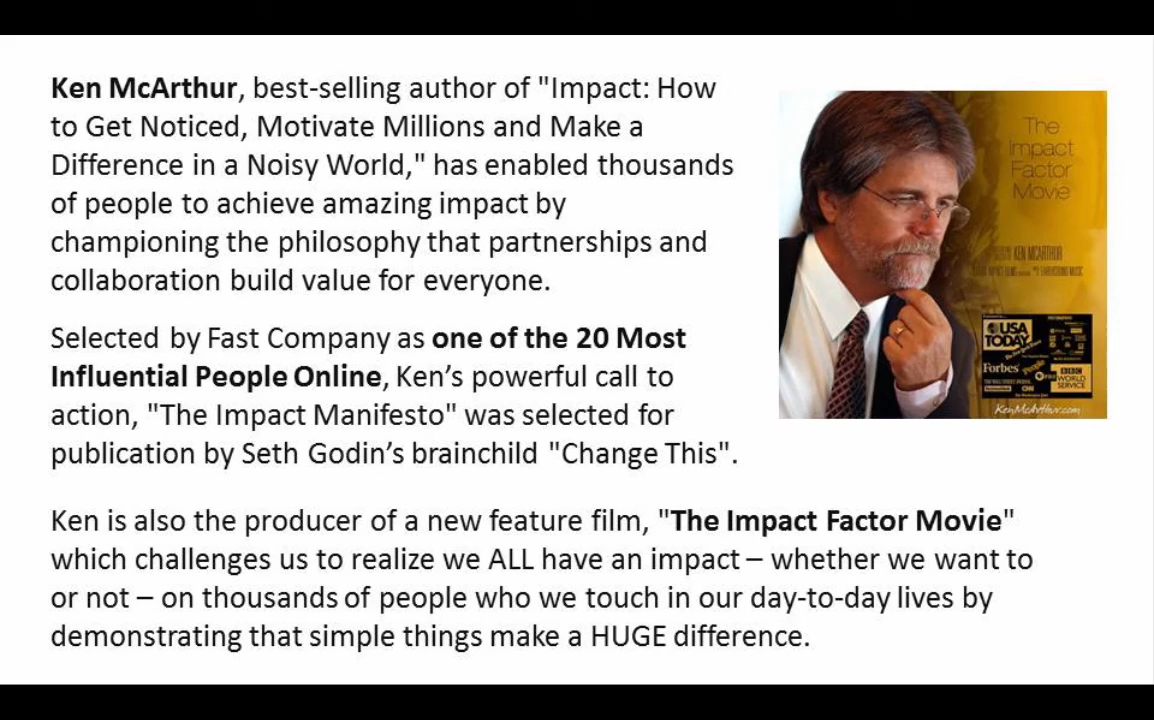 Ken McArthur, best-selling author of "Impact: How
to Get Noticed, Motivate Millions and Make a
Difference in a Noisy World," has enabled thousands
of people to achieve amazing impact by
championing the philosophy that partnerships and
collaboration build value for everyone.
Selected by Fast Company as one of the 20 Most
Influential People Online, Ken’s powerful call to
action, "The Impact Manifesto" was selected for
publication by Seth Godin’s brainchild "Change This".
Ken is also the producer of a new feature film, "The Impact Factor Movie"
which challenges us to realize we ALL have an impact – whether we want to
or not – on thousands of people who we touch in our day-to-day lives by
demonstrating that simple things make a HUGE difference.
The
Impact
Factor
Movie
KEN MCARTHUR
USA
TODAY
Forbes
People
BBC
WORLD
SERVICE
CNN
KenMcArthur.com